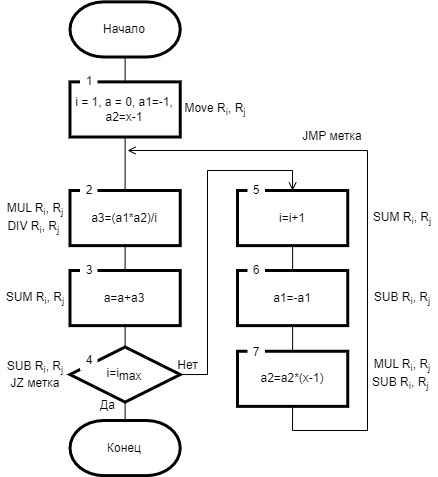 Начало
1
i = 1, a = 0, a1=-1,
a2=x-1
Move Ri, Rj
JMP метка
2
MUL Ri, Rj
DIV Ri, Rj
a3=(a1*a2)/i
3
SUM Ri, Rj
a=a+a3
4
SUB Ri, Rj
JZ метка
i=imax
Нет
Да
Конец
5
i=i+1
SUM Ri, Rj
6
a1=-a1
SUB Ri, Rj
7
a2=a2*(x-1)
MUL Ri, Rj
SUB Ri, Rj